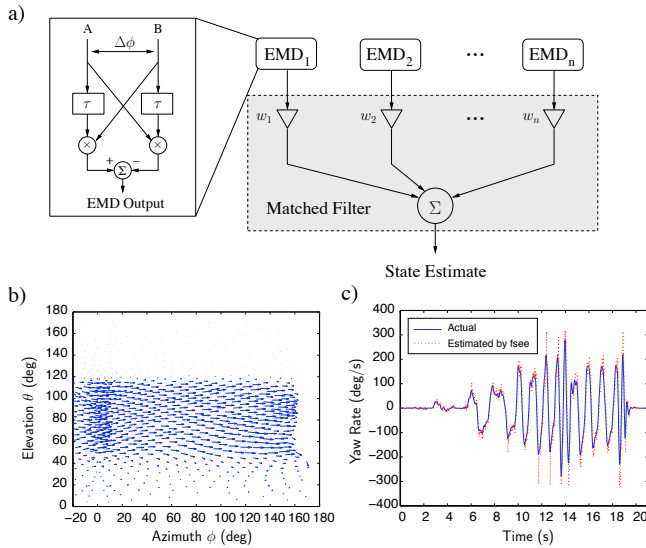 a)
A B
Δϕ
τ τ
× ×
+ Σ −
EMD Output
EMD1 EMD2 ... EMDn
w1 w2 ... wn
Matched Filter
Σ
State Estimate
b)
180
160
140
120
100
80
60
40
20
0
Elevation θ (deg)
−20 0 20 40 60 80 100 120 140 160 180
Azimuth ϕ (deg)
c)
400
300
200
100
0
−100
−200
−300
−400
Yaw Rate (deg/s)
Actual
Estimated by fsee
0 2 4 6 8 10 12 14 16 18 20
Time (s)